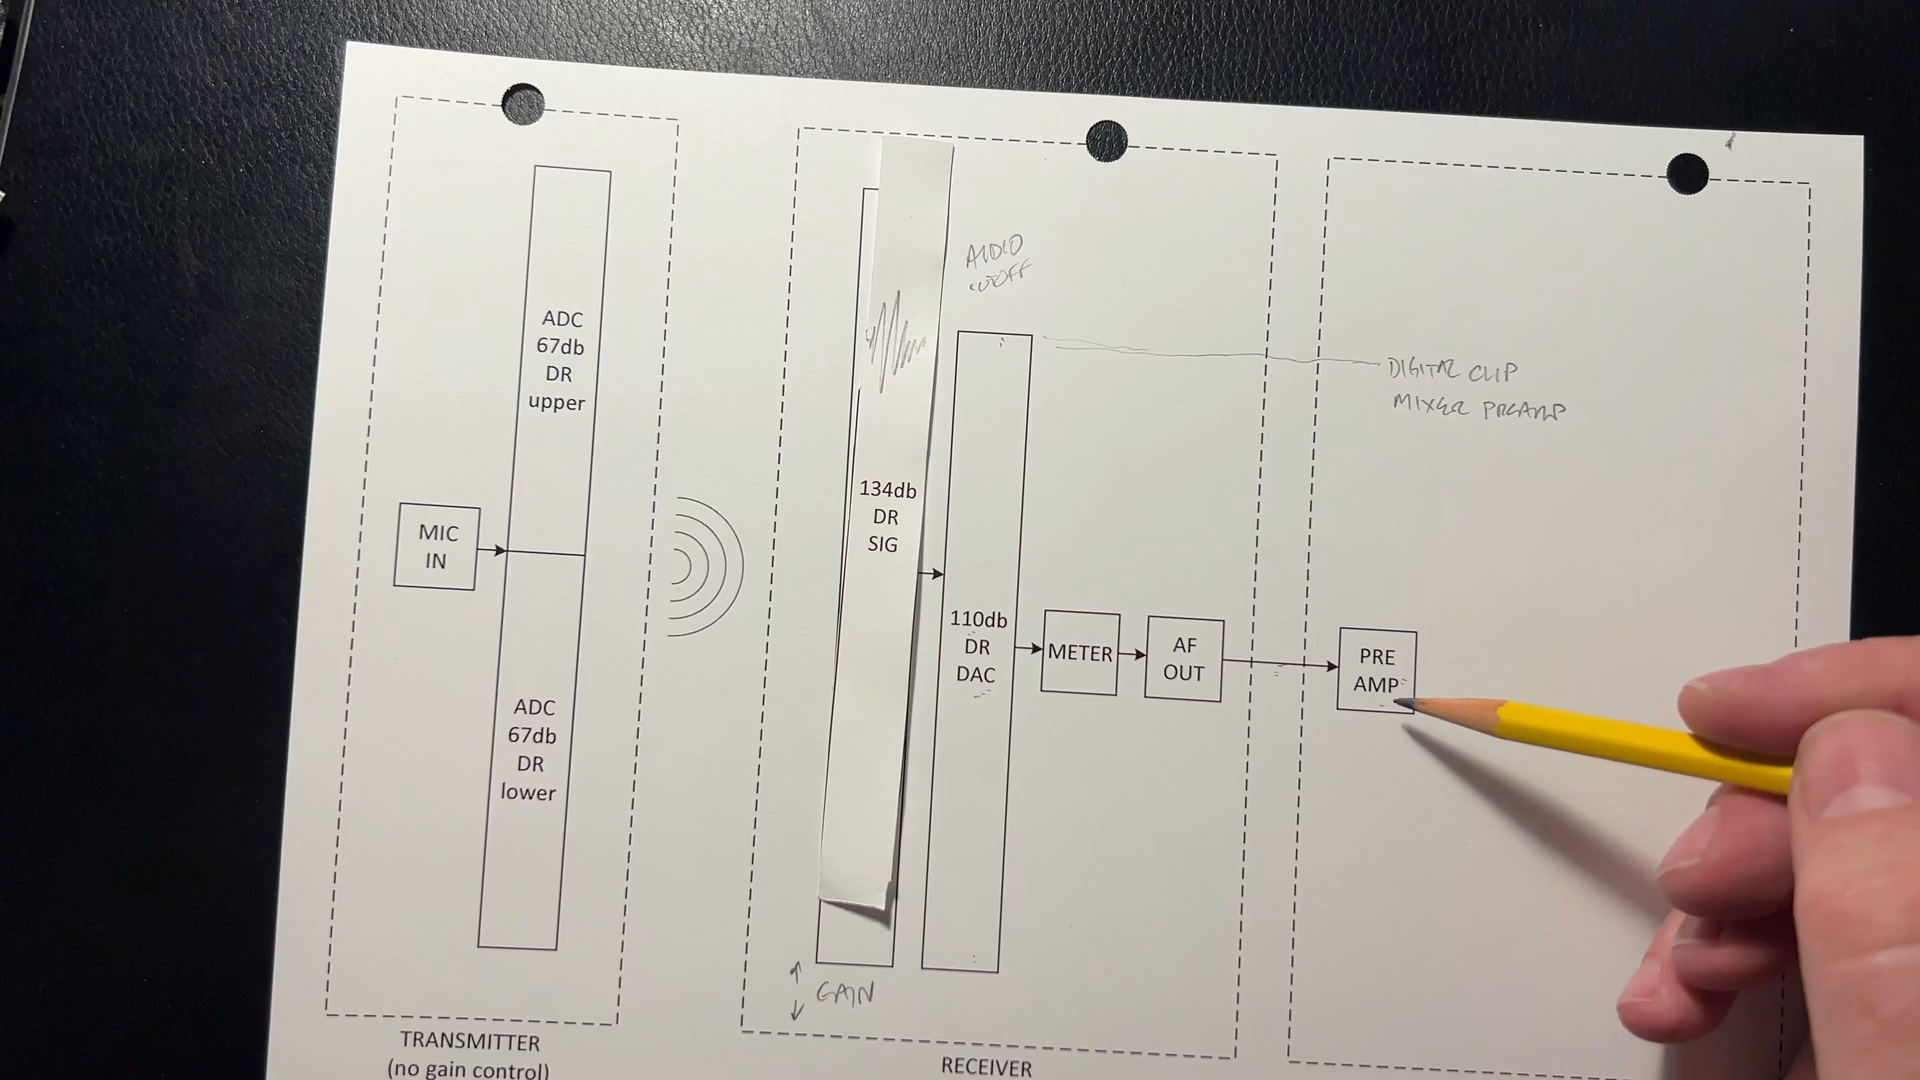 ADC
67db
DR
upper
MIC
IN
ADC
67db
DR
lower
TRANSMITTER
(no gain control)
134db
DR
SIG
GAIN
AUDIO
110db
DR
DAC
METER
AF
OUT
RECEIVER
DIGITAL CLIP
MIXER PREAMP
PRE
AMP